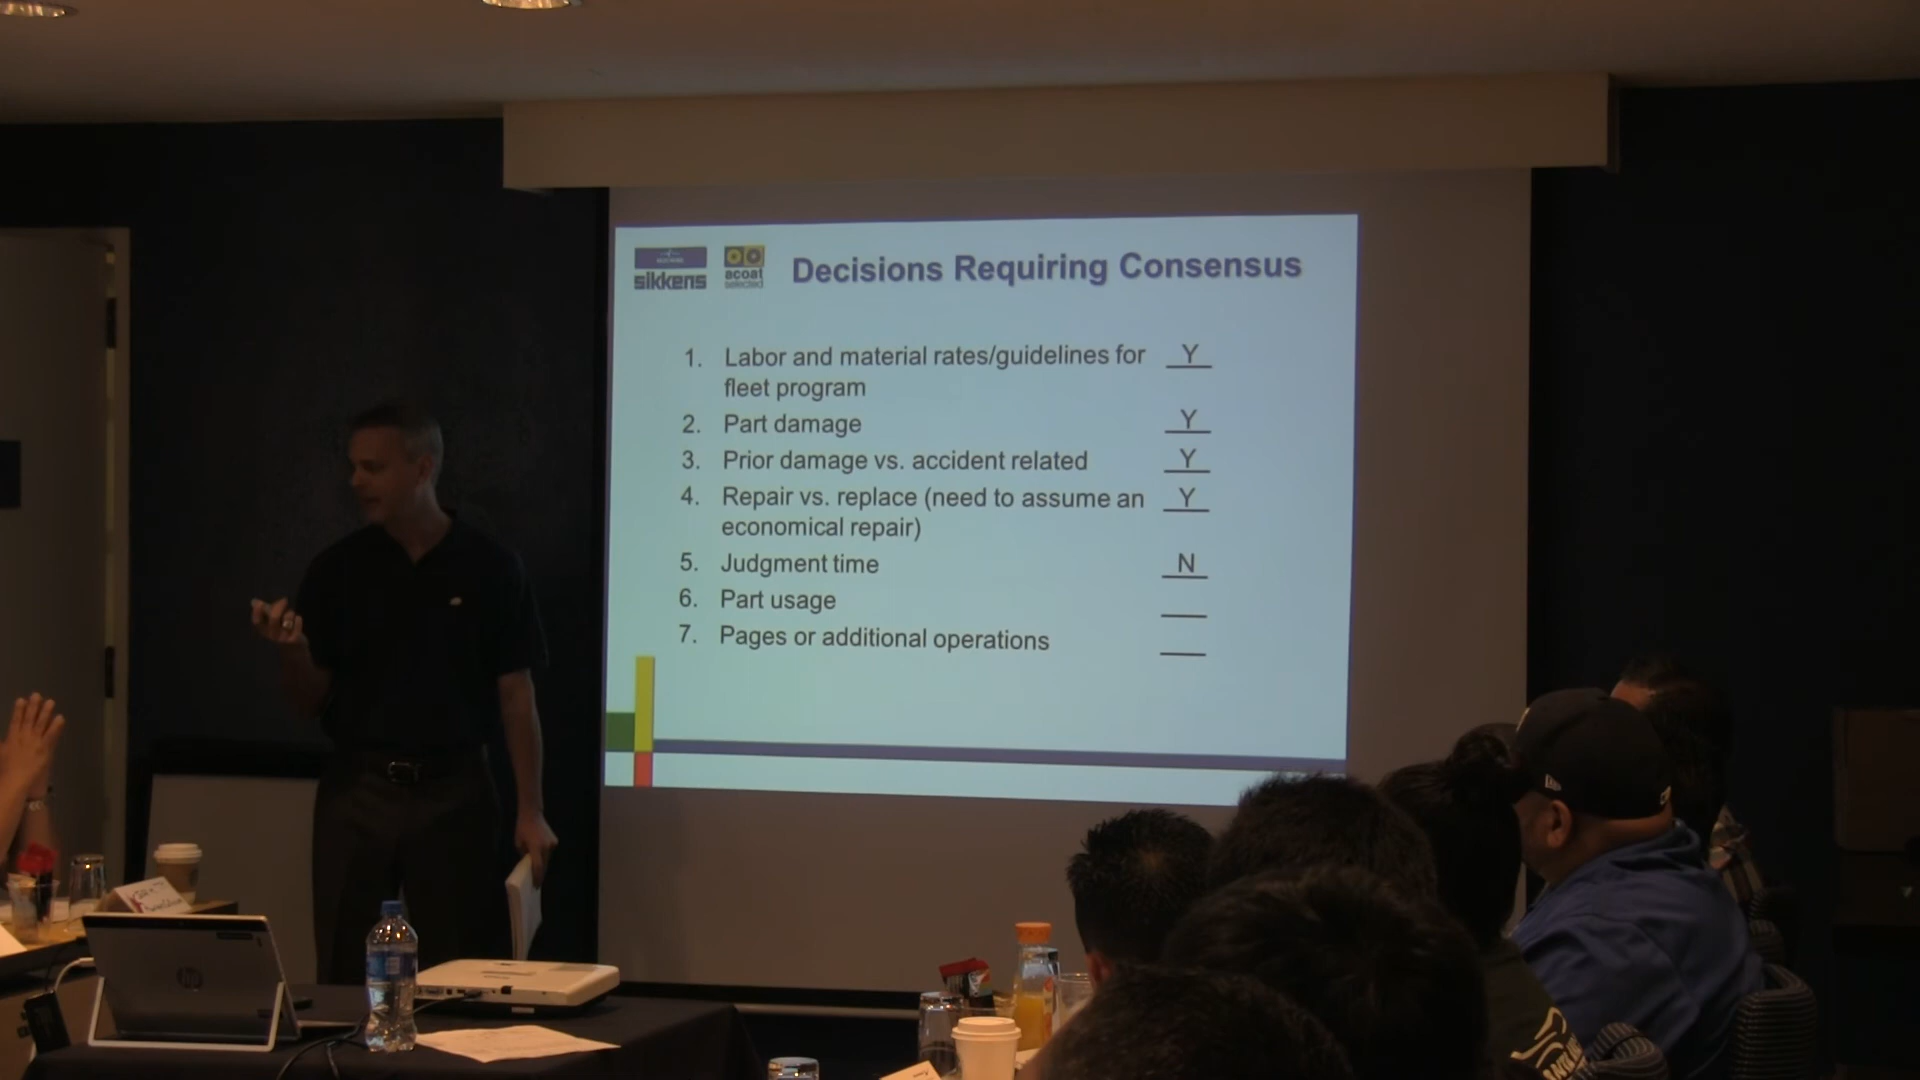 sikkens
acoat
selected
Decisions Requiring Consensus
1. Labor and material rates/guidelines for Y
fleet program
2. Part damage Y
3. Prior damage vs. accident related Y
4. Repair vs. replace (need to assume an Y
economical repair)
5. Judgment time N
6. Part usage
7. Pages or additional operations
hp